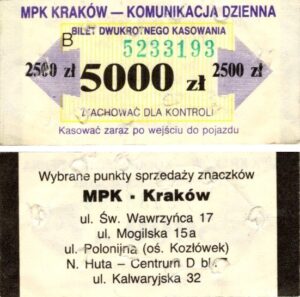 MPK KRAKÓW — KOMUNIKACJA DZIENNA
BILET DWUKROTNEGO KASOWANIA
B
5233193
2500 zł 5000 zł 2500 zł
ZACHOWAĆ DLA KONTROLI
Kasować zaraz po wejściu do pojazdu
Wybrane punkty sprzedaży znaczków
MPK - Kraków
ul. Św. Wawrzyńca 17
ul. Mogilska 15a
ul. Polonijna (oś. Kozłówek)
N. Huta – Centrum D bl.
ul. Kalwaryjska 32